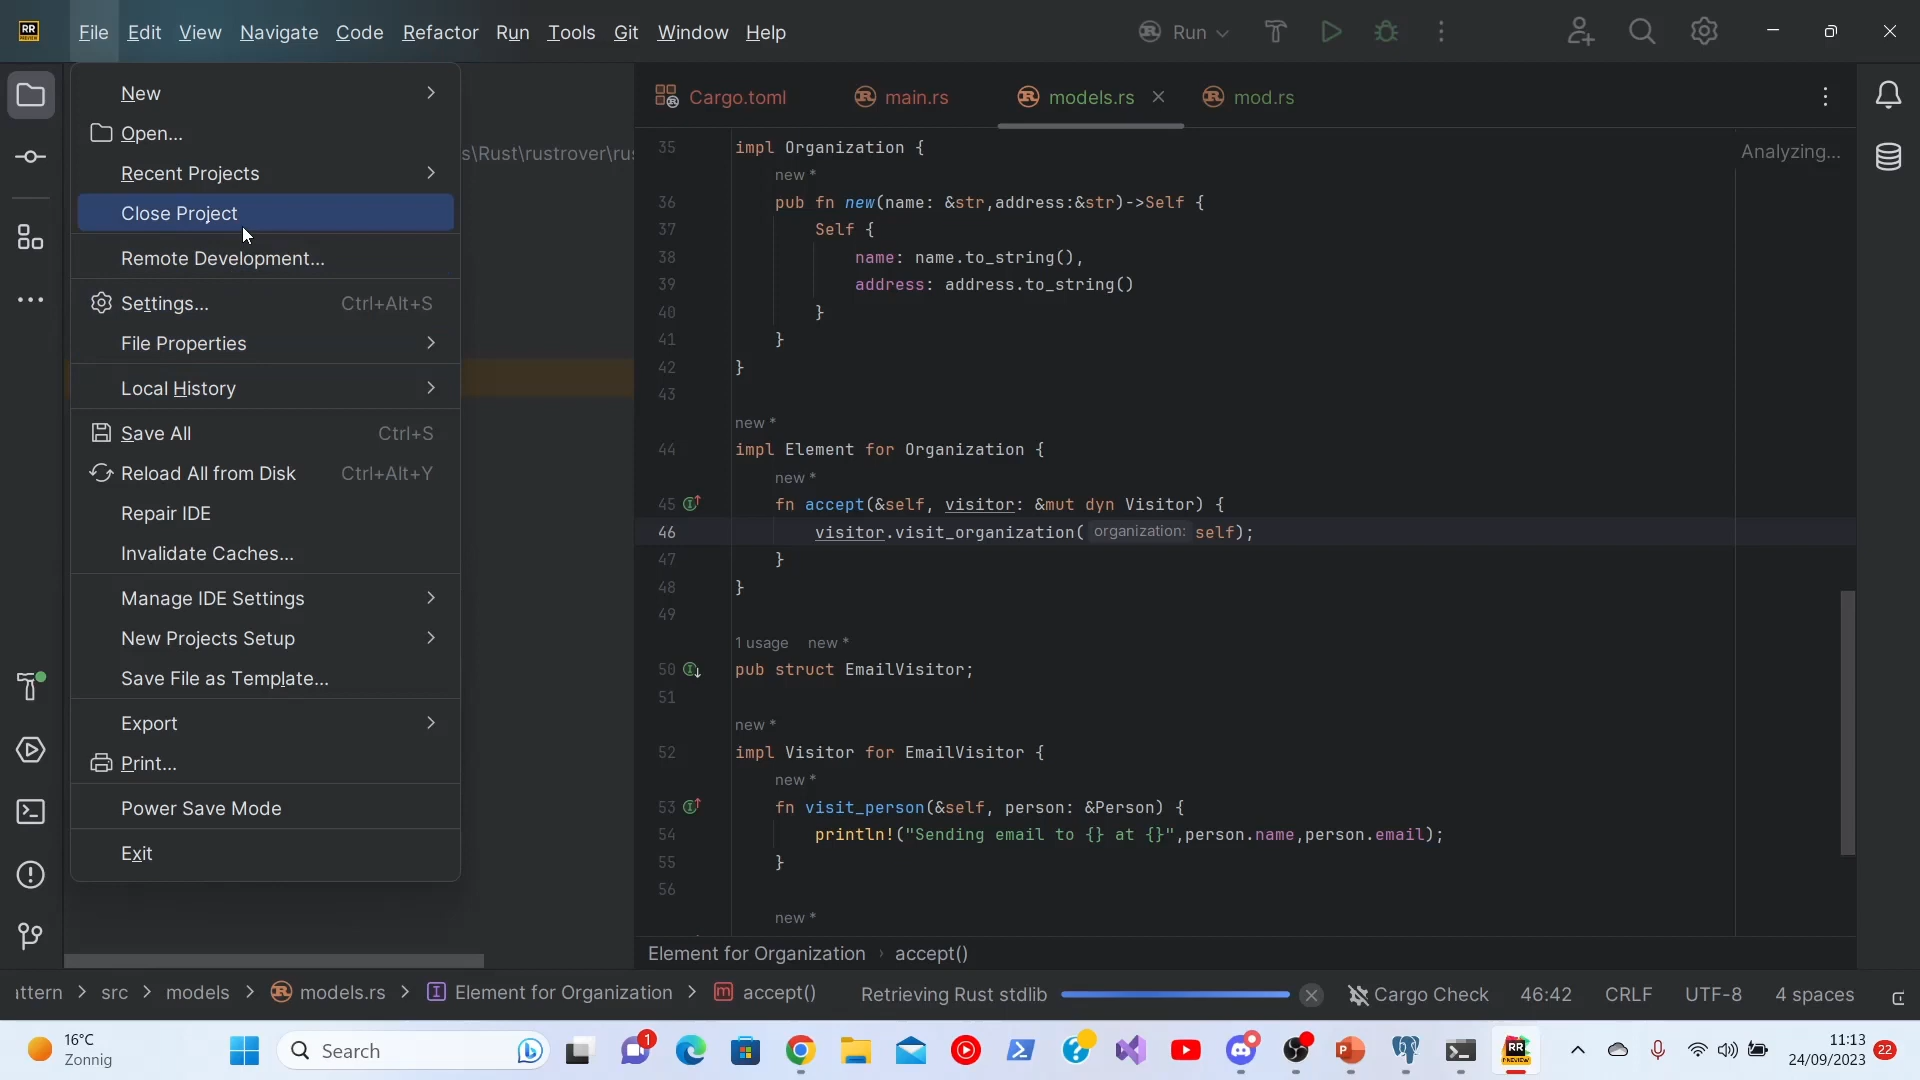 RR
PREVIEW
File Edit View Navigate Code Refactor Run Tools Git Window Help
Run
New
Open...
Recent Projects
Close Project
Remote Development...
Settings... Ctrl+Alt+S
File Properties
Local History
Save All Ctrl+S
Reload All from Disk Ctrl+Alt+Y
Repair IDE
Invalidate Caches...
Manage IDE Settings
New Projects Setup
Save File as Template...
Export
Print...
Power Save Mode
Exit
s\Rust\rustrover\ru
Cargo.toml main.rs models.rs mod.rs
Analyzing...
35 impl Organization {
new *
36 pub fn new(name: &str,address:&str)->Self {
37 Self {
38 name: name.to_string(),
39 address: address.to_string()
40 }
41 }
42 }
43
new *
44 impl Element for Organization {
new *
45 fn accept(&self, visitor: &mut dyn Visitor) {
46 visitor.visit_organization( organization: self);
47 }
48 }
49
1 usage new *
50 pub struct EmailVisitor;
51
new *
52 impl Visitor for EmailVisitor {
new *
53 fn visit_person(&self, person: &Person) {
54 println!("Sending email to {} at {}",person.name,person.email);
55 }
56
new *
Element for Organization › accept()
ttern > src > models > models.rs > Element for Organization > accept() Retrieving Rust stdlib Cargo Check 46:42 CRLF UTF-8 4 spaces
16°C
Zonnig
Search
1
RR
PREVIEW
11:13
24/09/2023
22